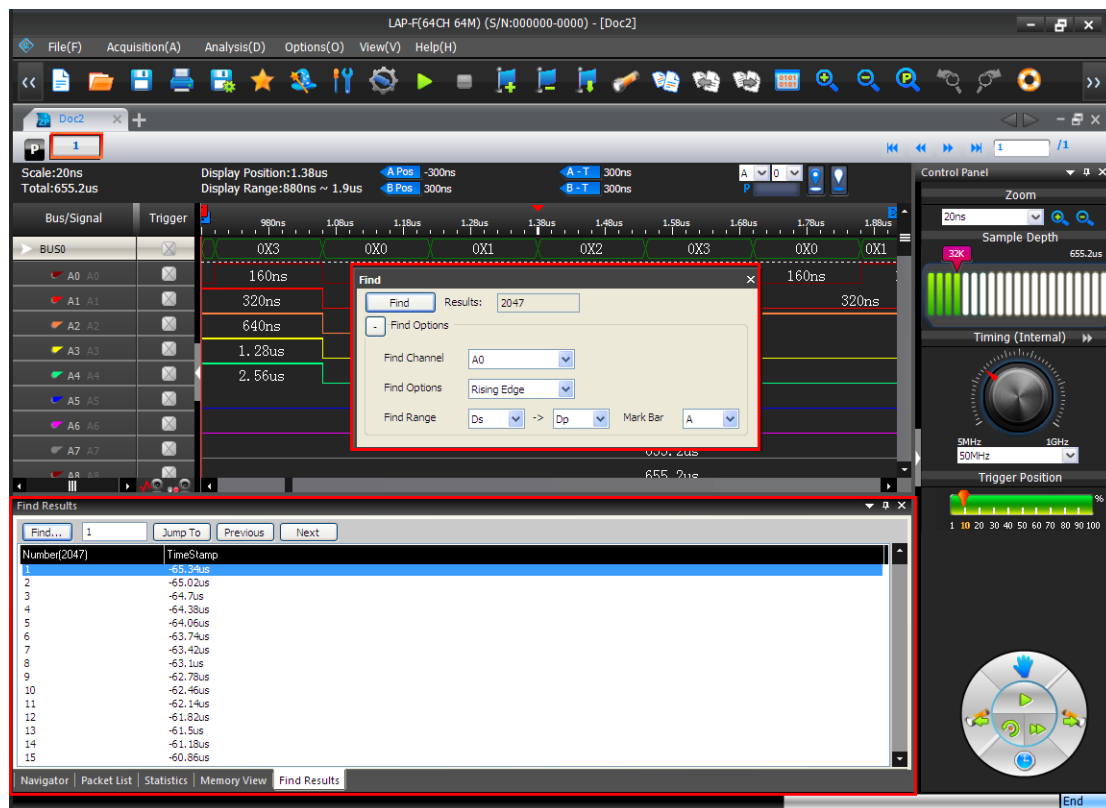 LAP-F(64CH 64M) (S/N:000000-0000) - [Doc2]
File(F) Acquisition(A) Analysis(D) Options(O) View(V) Help(H)
Doc2
P 1 1 /1
Scale:20ns Display Position:1.38us A Pos -300ns A - T 300ns A 0
Total:655.2us Display Range:880ns ~ 1.9us B Pos 300ns B - T 300ns P
Control Panel
Zoom
20ns
Sample Depth
32K 655.2us
Timing (Internal)
5MHz 1GHz
50MHz
Trigger Position
%
1 10 20 30 40 50 60 70 80 90 100
Bus/Signal Trigger 980ns 1.08us 1.18us 1.28us 1.38us 1.48us 1.58us 1.68us 1.78us 1.88us
BUS0 0X3 0X0 0X1 0X2 0X3 0X0 0X1
A0 A0 160ns 160ns
A1 A1 320ns 320ns
A2 A2 640ns
A3 A3 1.28us
A4 A4 2.56us
A5 A5
A6 A6
A7 A7 655.2us
A8 A8 655.2us
Find
Find Results: 2047
- Find Options
Find Channel A0
Find Options Rising Edge
Find Range Ds -> Dp Mark Bar A
Find Results
Find... 1 Jump To Previous Next
Number(2047) TimeStamp
1 -65.34us
2 -65.02us
3 -64.7us
4 -64.38us
5 -64.06us
6 -63.74us
7 -63.42us
8 -63.1us
9 -62.78us
10 -62.46us
11 -62.14us
12 -61.82us
13 -61.5us
14 -61.18us
15 -60.86us
Navigator Packet List Statistics Memory View Find Results
End